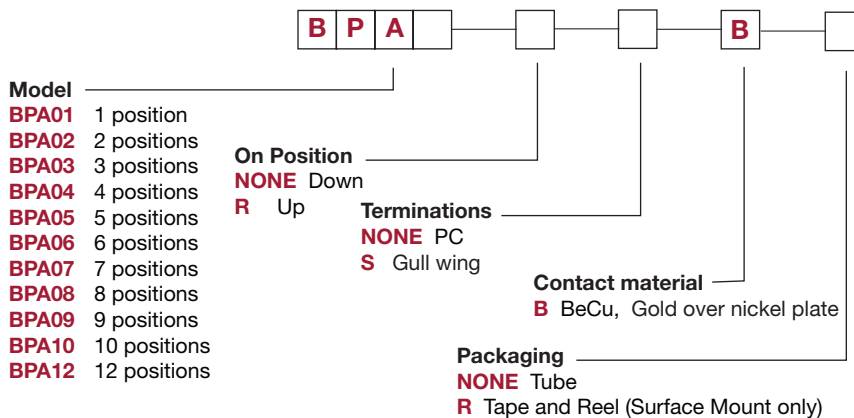 B P A B
Model
BPA01 1 position
BPA02 2 positions
BPA03 3 positions
BPA04 4 positions
BPA05 5 positions
BPA06 6 positions
BPA07 7 positions
BPA08 8 positions
BPA09 9 positions
BPA10 10 positions
BPA12 12 positions
On Position
NONE Down
R Up
Terminations
NONE PC
S Gull wing
Contact material
B BeCu, Gold over nickel plate
Packaging
NONE Tube
R Tape and Reel (Surface Mount only)